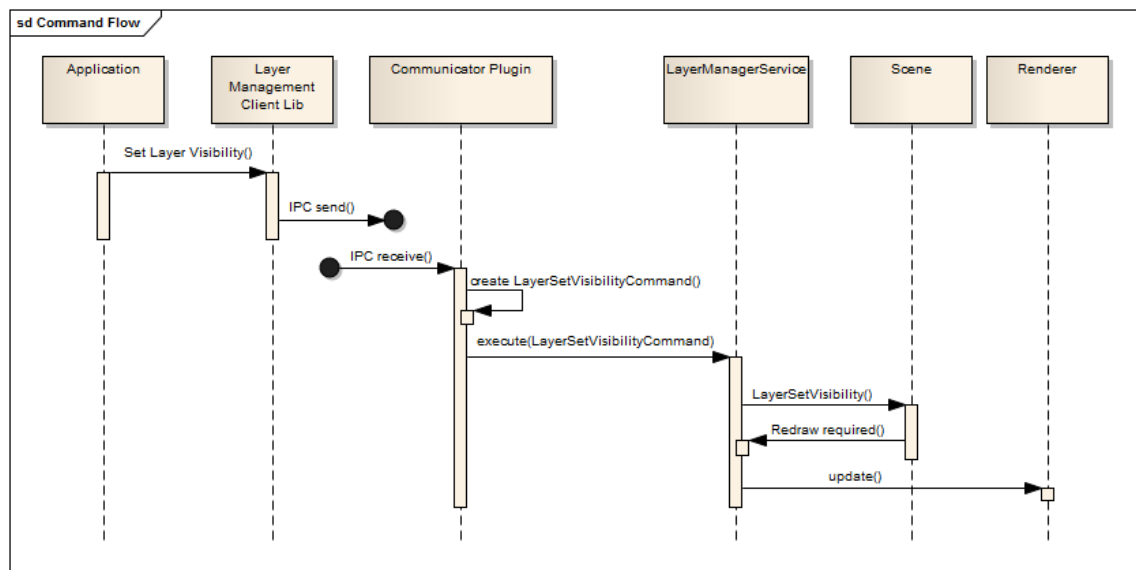 sd Command Flow
Application
Layer
Management
Client Lib
Communicator Plugin
LayerManagerService
Scene
Renderer
Set Layer Visibility()
IPC send()
IPC receive()
create LayerSetVisibilityCommand()
execute(LayerSetVisibilityCommand)
LayerSetVisibility()
Redraw required()
update()